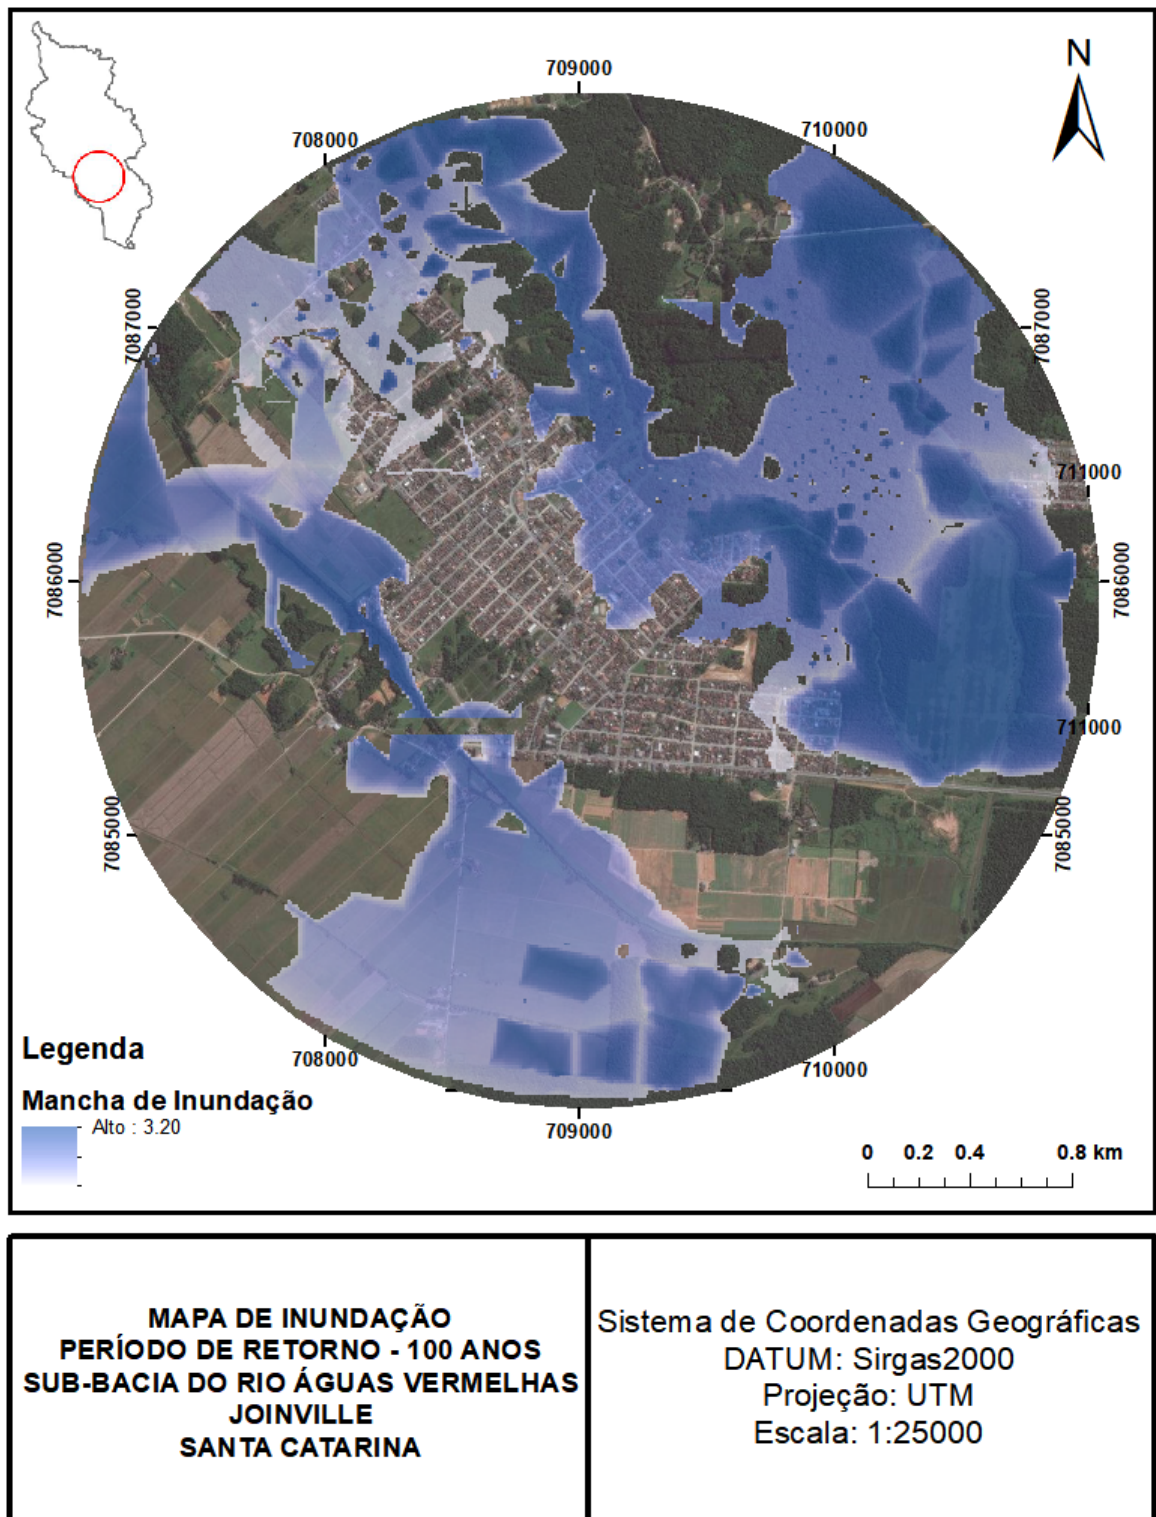 N
709000
708000
710000
7087000
7087000
711000
7086000
7086000
711000
7085000
7085000
708000
710000
709000
Legenda
Mancha de Inundação
Alto : 3.20
0 0.2 0.4 0.8 km
MAPA DE INUNDAÇÃO
PERÍODO DE RETORNO - 100 ANOS
SUB-BACIA DO RIO ÁGUAS VERMELHAS
JOINVILLE
SANTA CATARINA
Sistema de Coordenadas Geográficas
DATUM: Sirgas2000
Projeção: UTM
Escala: 1:25000